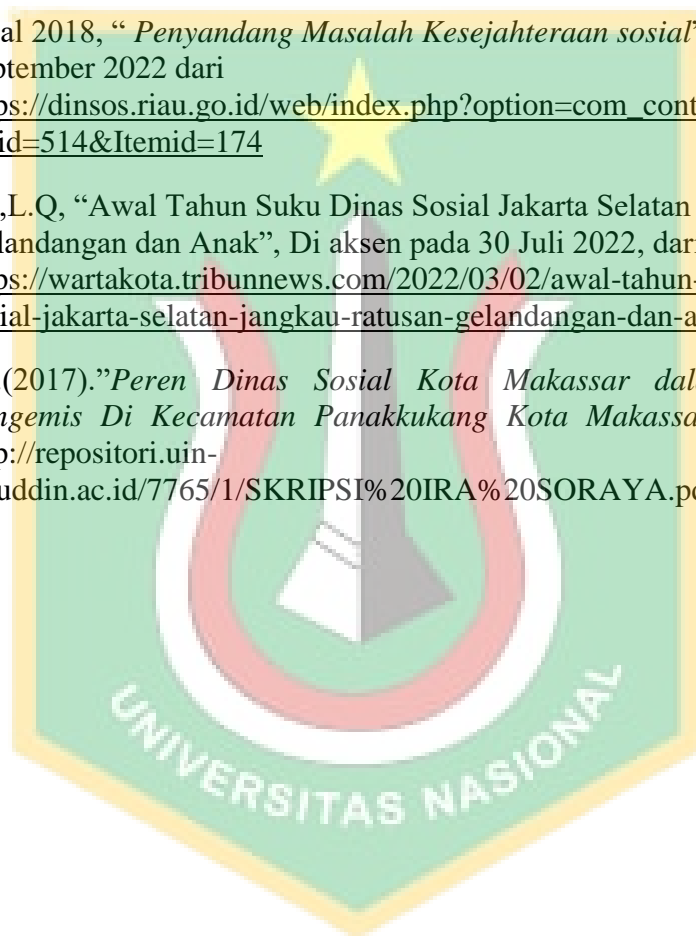 al 2018, “ Penyandang Masalah Kesejahteraan sosial”
ptember 2022 dari
ps://dinsos.riau.go.id/web/index.php?option=com_cont
id=514&Itemid=174
,L.Q, “Awal Tahun Suku Dinas Sosial Jakarta Selatan
landangan dan Anak”, Di aksen pada 30 Juli 2022, dari
ps://wartakota.tribunnews.com/2022/03/02/awal-tahun-
ial-jakarta-selatan-jangkau-ratusan-gelandangan-dan-a
.(2017).”Peren Dinas Sosial Kota Makassar dal
ngemis Di Kecamatan Panakkukang Kota Makassa
p://repositori.uin-
uddin.ac.id/7765/1/SKRIPSI%20IRA%20SORAYA.pd
UNIVERSITAS NASIONAL